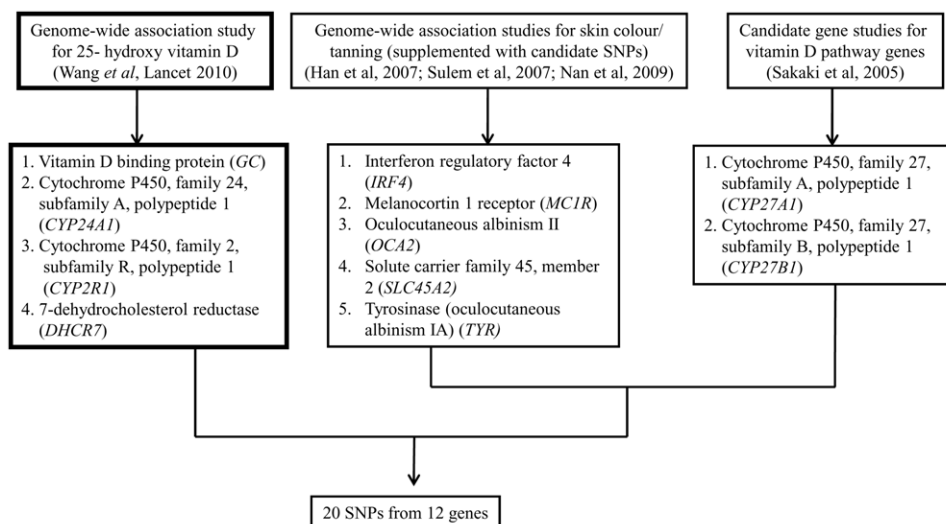 Genome-wide association study
for 25- hydroxy vitamin D
(Wang et al, Lancet 2010)
Genome-wide association studies for skin colour/
tanning (supplemented with candidate SNPs)
(Han et al, 2007; Sulem et al, 2007; Nan et al, 2009)
Candidate gene studies for
vitamin D pathway genes
(Sakaki et al, 2005)
1. Vitamin D binding protein (GC)
2. Cytochrome P450, family 24,
subfamily A, polypeptide 1
(CYP24A1)
3. Cytochrome P450, family 2,
subfamily R, polypeptide 1
(CYP2R1)
4. 7-dehydrocholesterol reductase
(DHCR7)
1. Interferon regulatory factor 4
(IRF4)
2. Melanocortin 1 receptor (MC1R)
3. Oculocutaneous albinism II
(OCA2)
4. Solute carrier family 45, member
2 (SLC45A2)
5. Tyrosinase (oculocutaneous
albinism IA) (TYR)
1. Cytochrome P450, family 27,
subfamily A, polypeptide 1
(CYP27A1)
2. Cytochrome P450, family 27,
subfamily B, polypeptide 1
(CYP27B1)
20 SNPs from 12 genes